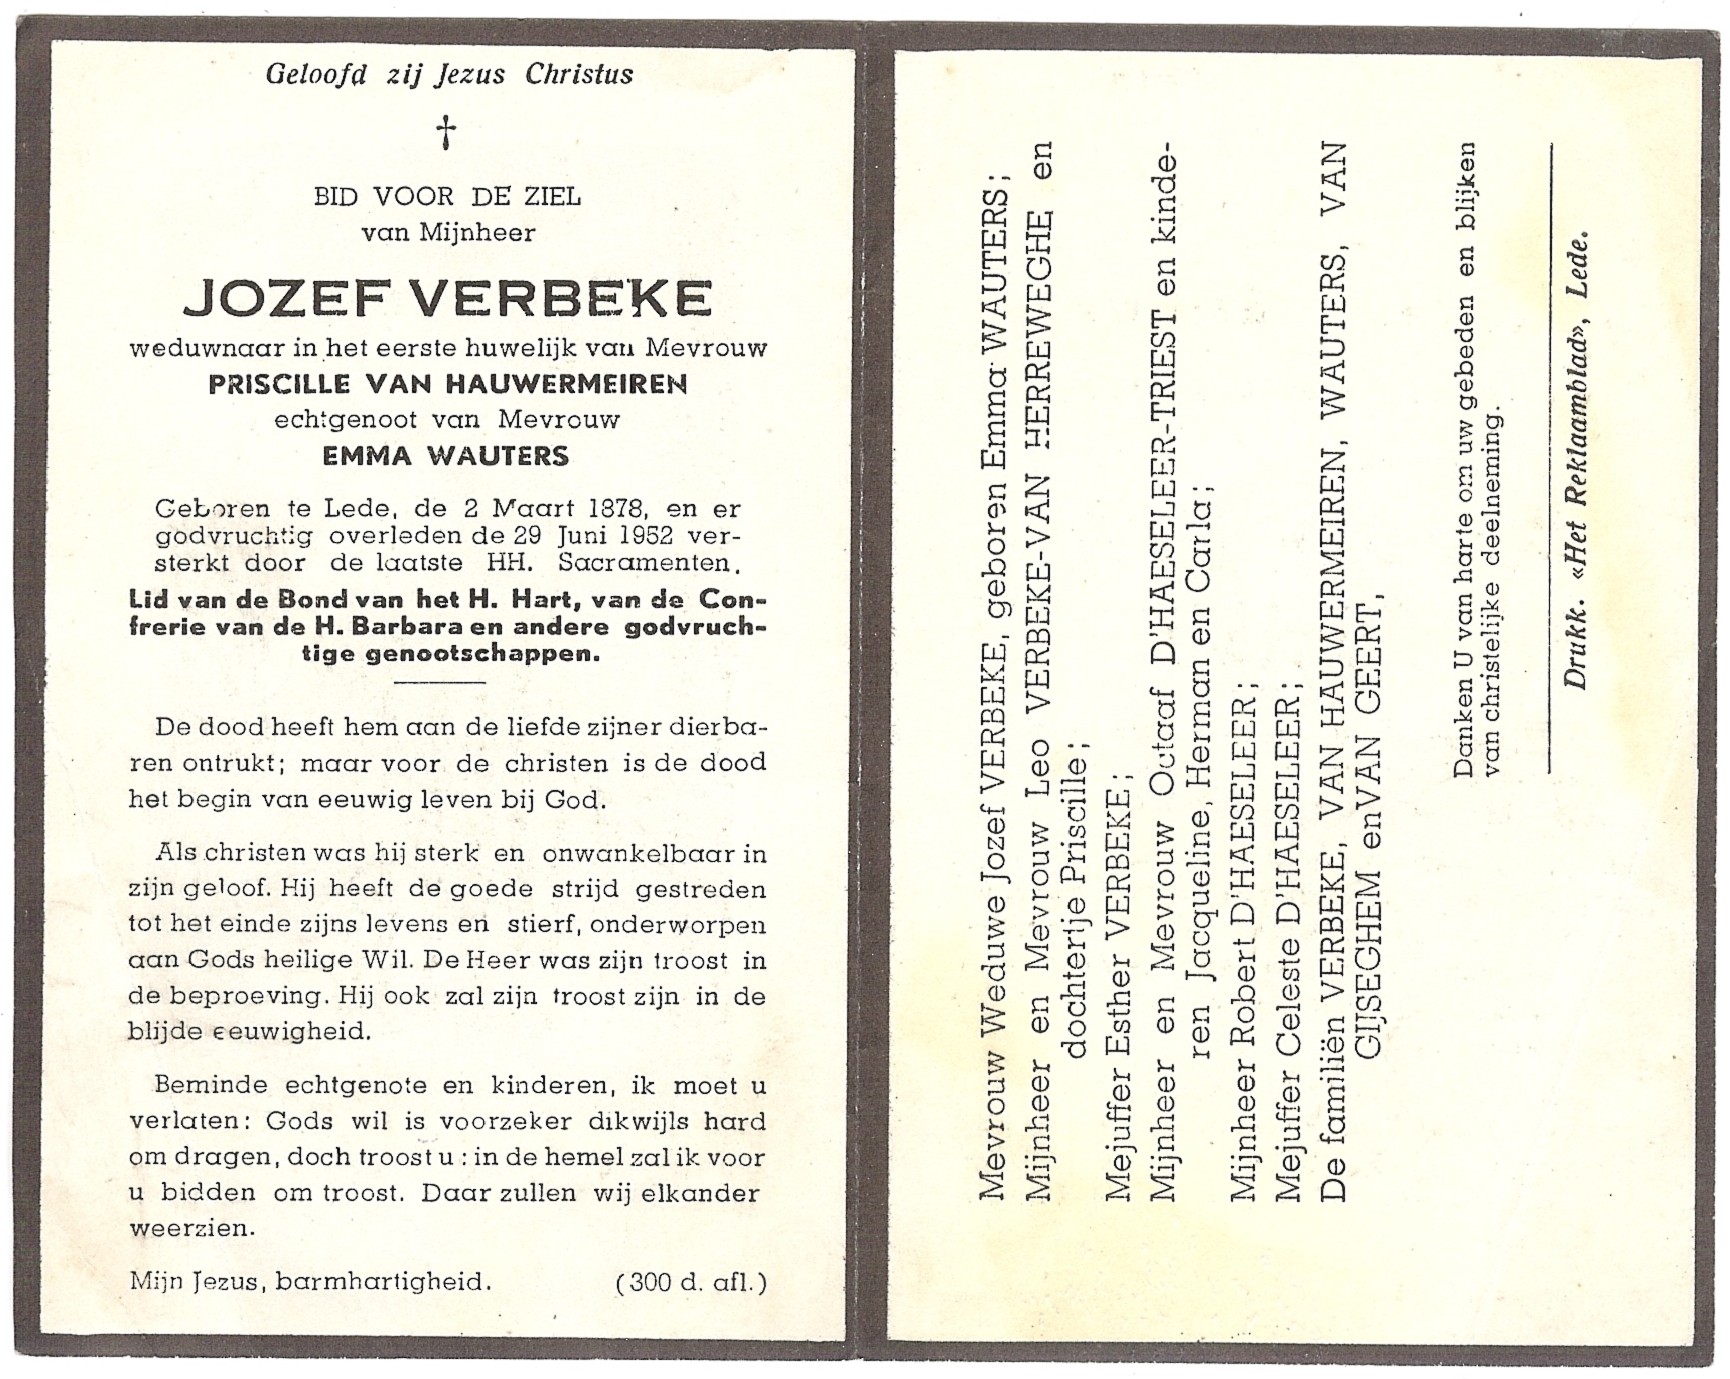 Geloofd zij Jezus Christus
†
BID VOOR DE ZIEL
van Mijnheer
JOZEF VERBEKE
weduwnaar in het eerste huwelijk van Mevrouw
PRISCILLE VAN HAUWERMEIREN
echtgenoot van Mevrouw
EMMA WAUTERS
Geboren te Lede, de 2 Maart 1878, en er
godvruchtig overleden de 29 Juni 1952 ver-
sterkt door de laatste HH. Sacramenten.
Lid van de Bond van het H. Hart, van de Con-
frerie van de H. Barbara en andere godvruch-
tige genootschappen.
De dood heeft hem aan de liefde zijner dierba-
ren ontrukt; maar voor de christen is de dood
het begin van eeuwig leven bij God.
Als christen was hij sterk en onwankelbaar in
zijn geloof. Hij heeft de goede strijd gestreden
tot het einde zijns levens en stierf, onderworpen
aan Gods heilige Wil. De Heer was zijn troost in
de beproeving. Hij ook zal zijn troost zijn in de
blijde eeuwigheid.
Beminde echtgenote en kinderen, ik moet u
verlaten: Gods wil is voorzeker dikwijls hard
om dragen, doch troost u : in de hemel zal ik voor
u bidden om troost. Daar zullen wij elkander
weerzien.
Mijn Jezus, barmhartigheid. (300 d. afl.)
Mevrouw Weduwe Jozef VERBEKE, geboren Emma WAUTERS;
Mijnheer en Mevrouw Leo VERBEKE-VAN HERREWEGHE en
dochtertje Priscille;
Mejuffer Esther VERBEKE;
Mijnheer en Mevrouw Octaaf D'HAESELEER-TRIEST en kinde-
ren Jacqueline, Herman en Carla;
Mijnheer Robert D'HAESELEER;
Mejuffer Celeste D'HAESELEER;
De familiën VERBEKE, VAN HAUWERMEIREN, WAUTERS, VAN
GIJSEGHEM en VAN GEERT,
Danken U van harte om uw gebeden en blijken
van christelijke deelneming.
Drukk. «Het Reklaamblad», Lede.